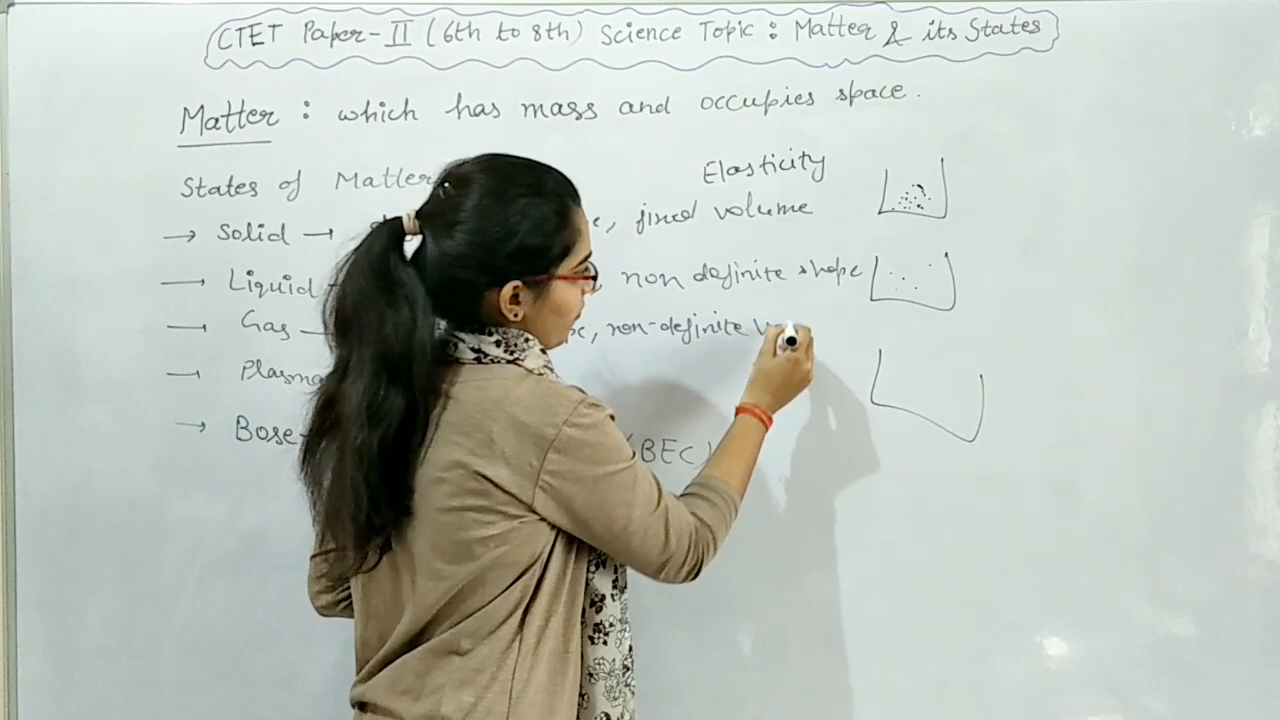 CTET Paper-II (6th to 8th) Science Topic : Matter & its States
Matter : which has mass and occupies space.
States of Matter
Elasticity
→ Solid → , fixed volume
→ Liquid non definite shape
→ Gas , non-definite
→ Plasma
→ Bose- (BEC)